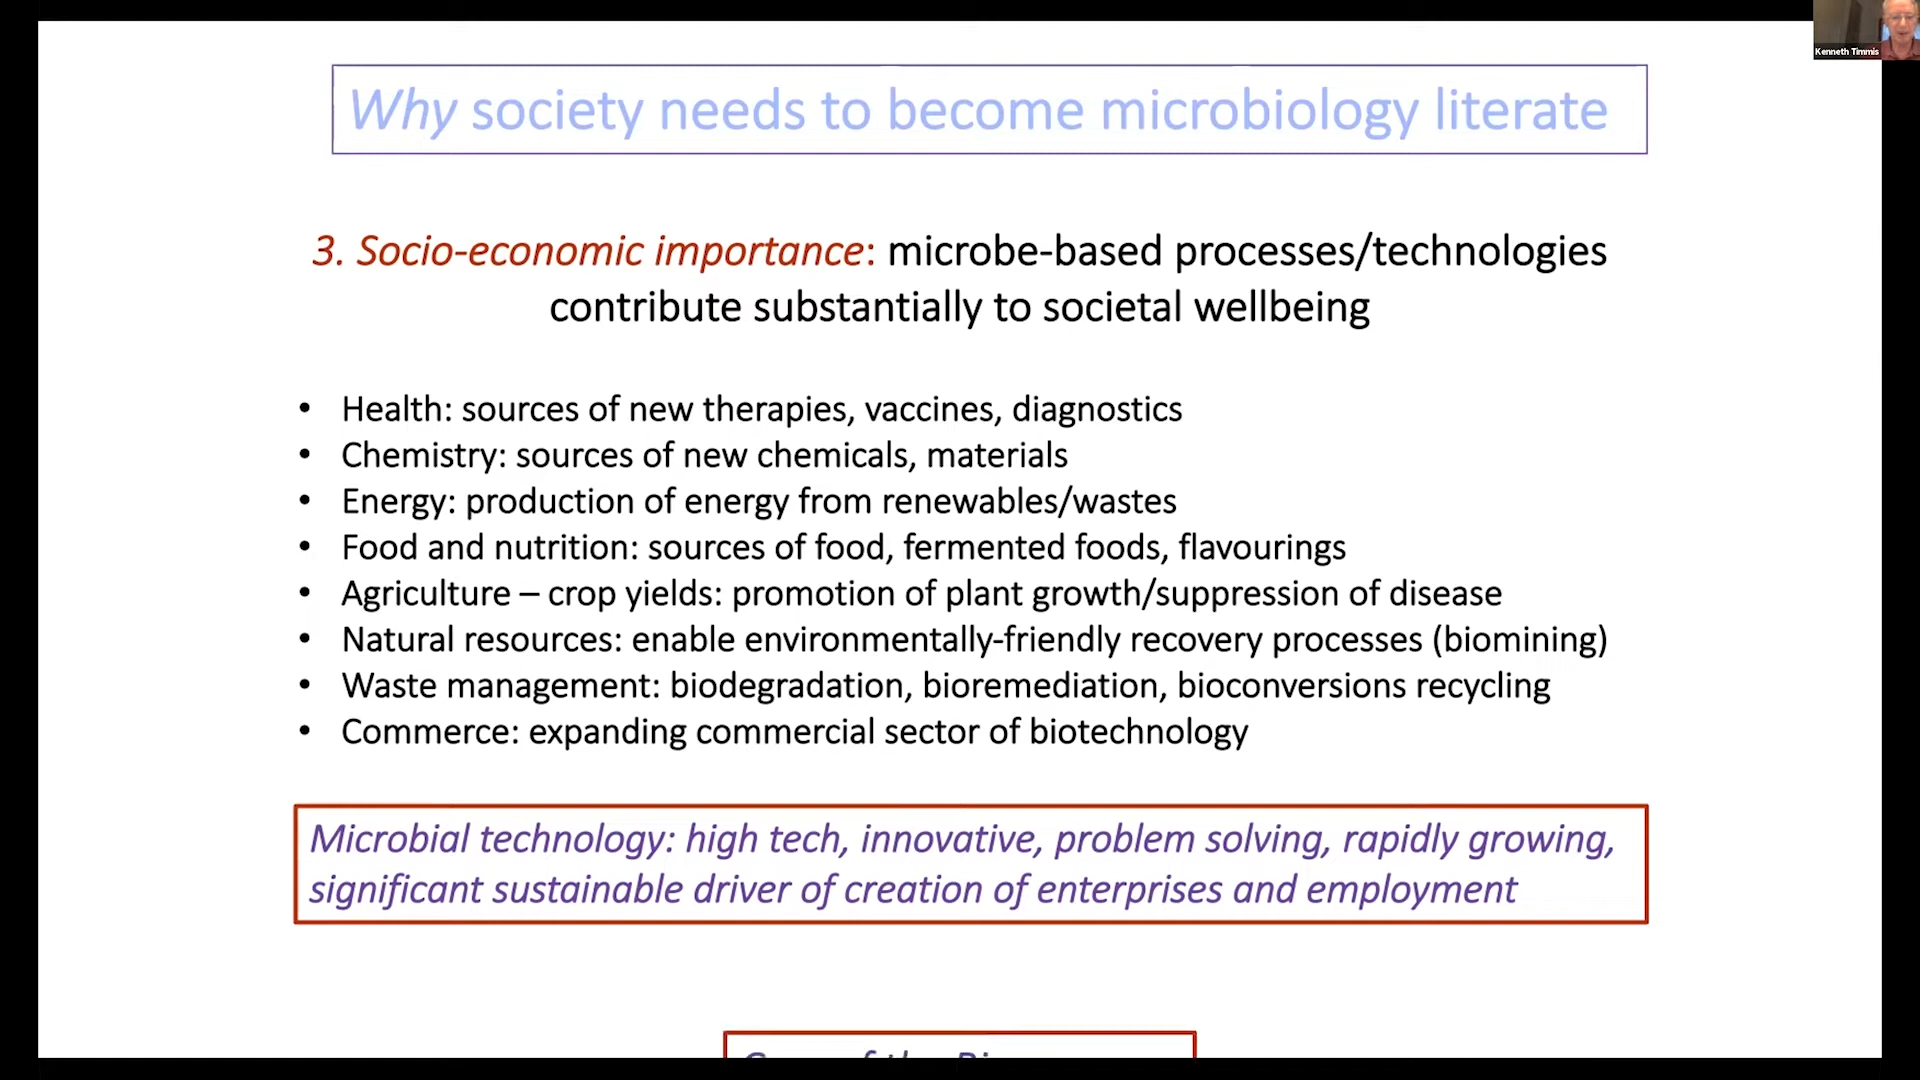 Kenneth Timmis
Why society needs to become microbiology literate
3. Socio-economic importance: microbe-based processes/technologies
contribute substantially to societal wellbeing
• Health: sources of new therapies, vaccines, diagnostics
• Chemistry: sources of new chemicals, materials
• Energy: production of energy from renewables/wastes
• Food and nutrition: sources of food, fermented foods, flavourings
• Agriculture – crop yields: promotion of plant growth/suppression of disease
• Natural resources: enable environmentally-friendly recovery processes (biomining)
• Waste management: biodegradation, bioremediation, bioconversions recycling
• Commerce: expanding commercial sector of biotechnology
Microbial technology: high tech, innovative, problem solving, rapidly growing,
significant sustainable driver of creation of enterprises and employment